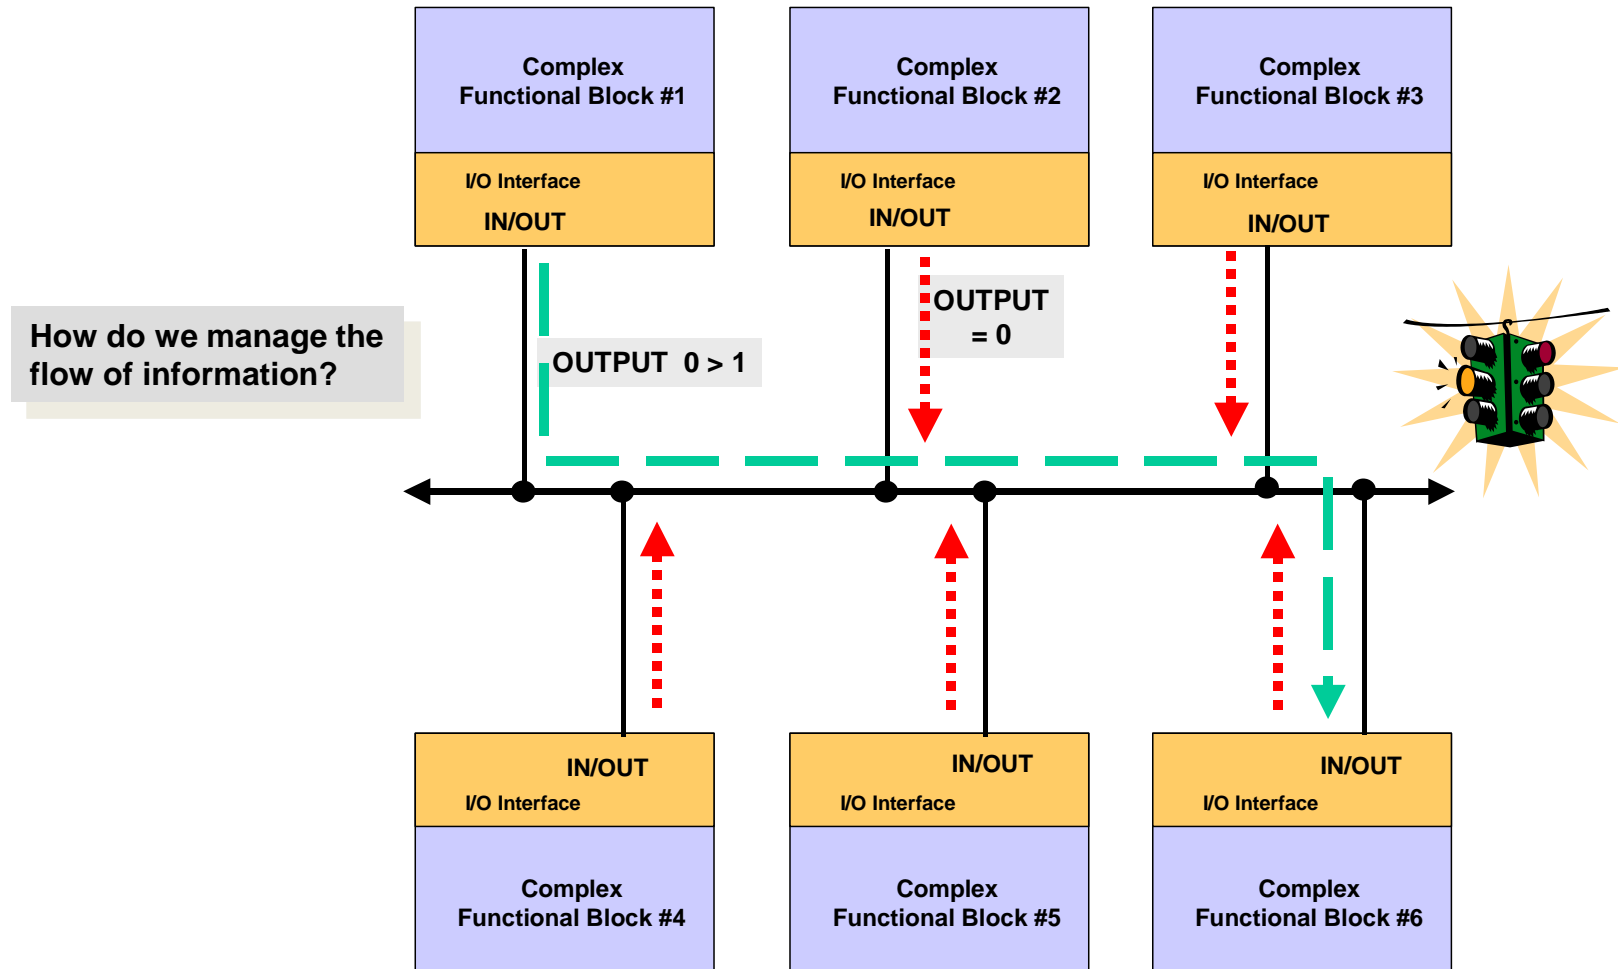 Complex
Functional Block #1
I/O Interface
IN/OUT
Complex
Functional Block #2
I/O Interface
IN/OUT
Complex
Functional Block #3
I/O Interface
IN/OUT
How do we manage the
flow of information?
OUTPUT 0 > 1
OUTPUT
= 0
IN/OUT
I/O Interface
Complex
Functional Block #4
IN/OUT
I/O Interface
Complex
Functional Block #5
IN/OUT
I/O Interface
Complex
Functional Block #6